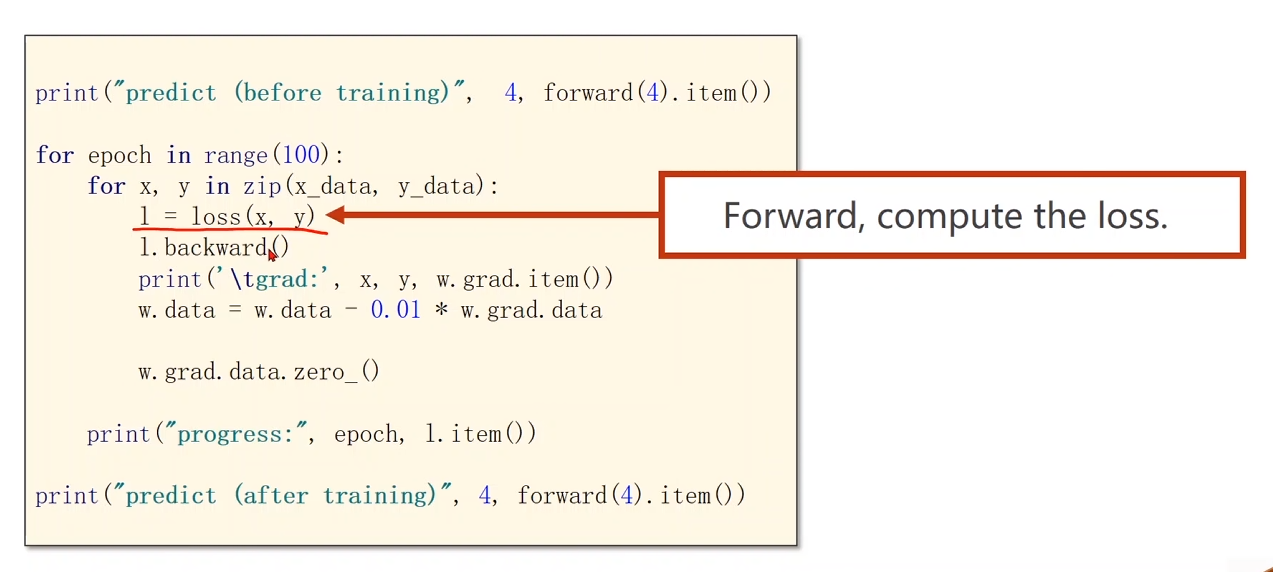 print("predict (before training)", 4, forward(4).item())
for epoch in range(100):
for x, y in zip(x_data, y_data):
l = loss(x, y)
Forward, compute the loss.
l.backward()
print('\tgrad:', x, y, w.grad.item())
w.data = w.data - 0.01 * w.grad.data
w.grad.data.zero_()
print("progress:", epoch, l.item())
print("predict (after training)", 4, forward(4).item())